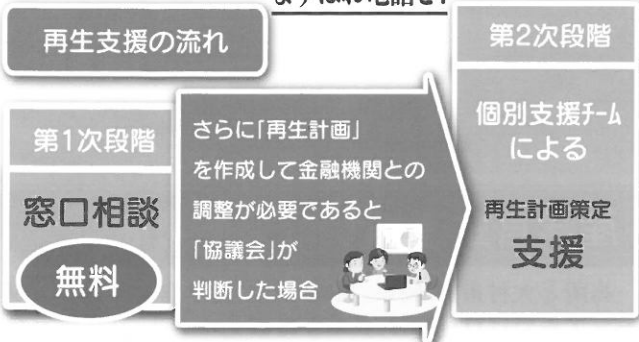 再生支援の流れ
第1次段階
窓口相談
無料
さらに「再生計画」
を作成して金融機関との
調整が必要であると
「協議会」が
判断した場合
第2次段階
個別支援チーム
による
再生計画策定
支援